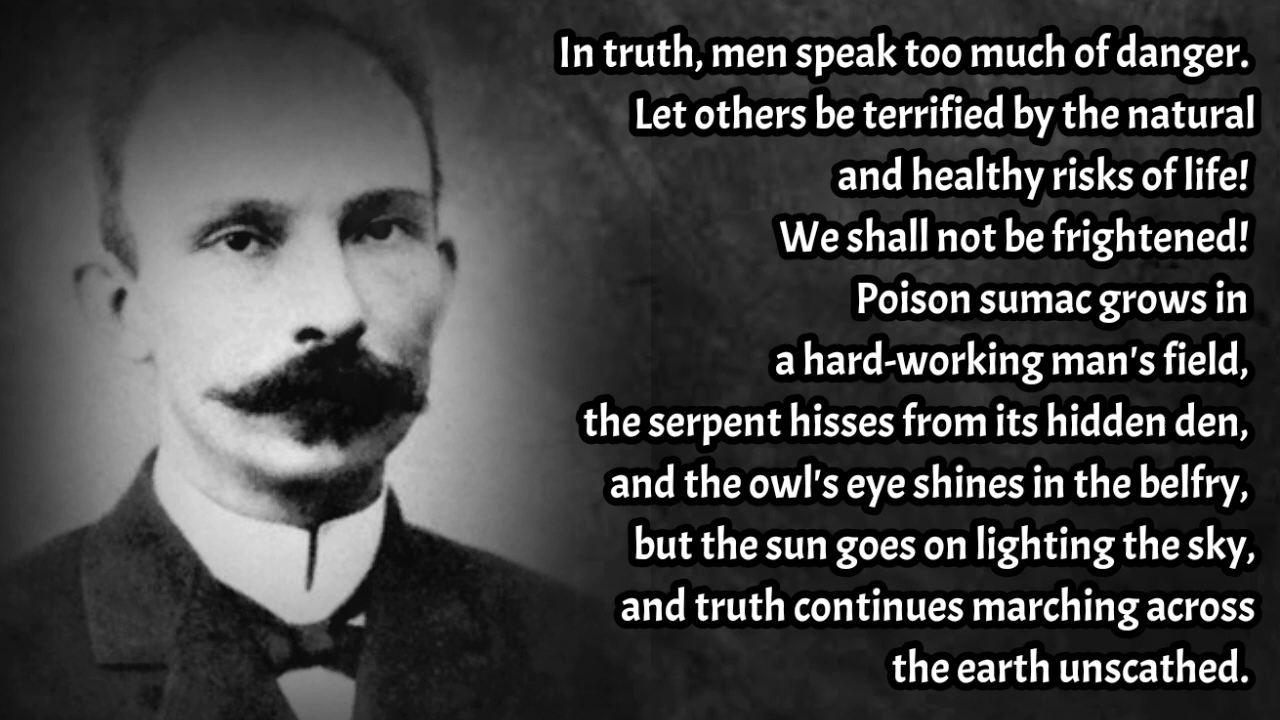 In truth, men speak too much of danger.
Let others be terrified by the natural
and healthy risks of life!
We shall not be frightened!
Poison sumac grows in
a hard-working man's field,
the serpent hisses from its hidden den,
and the owl's eye shines in the belfry,
but the sun goes on lighting the sky,
and truth continues marching across
the earth unscathed.